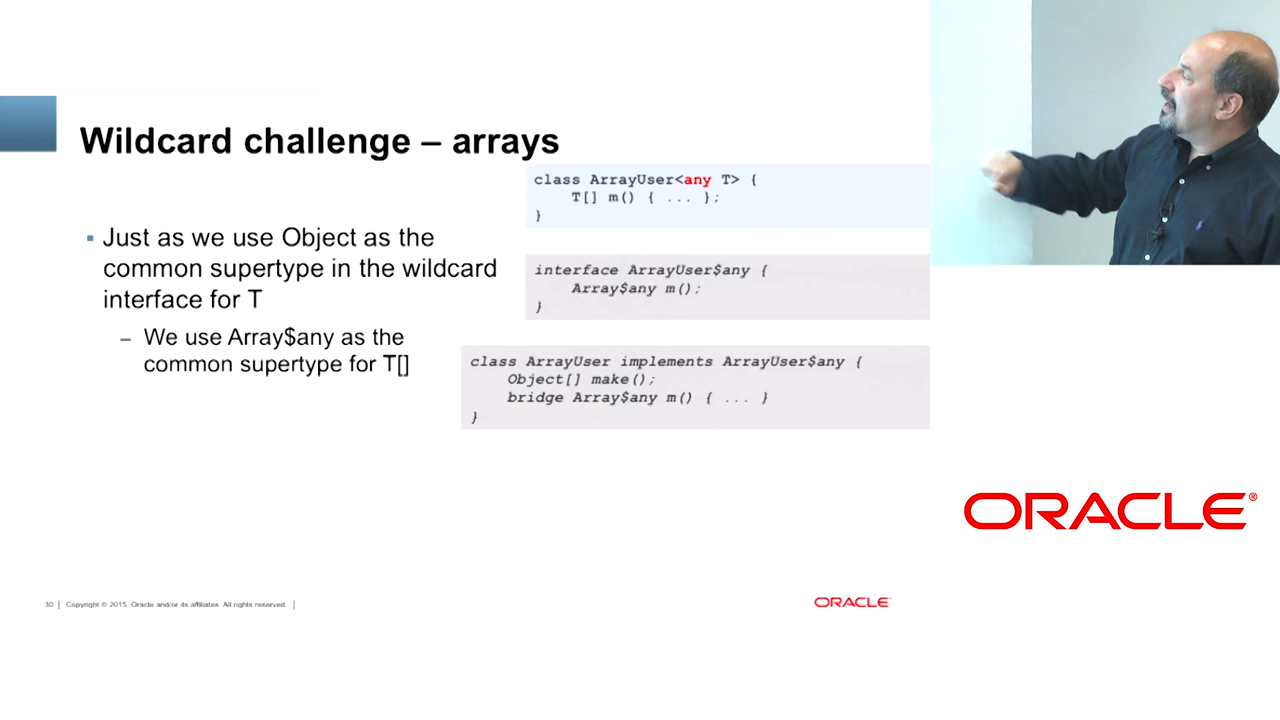 Wildcard challenge – arrays
class ArrayUser<any T> {
T[] m() { ... };
}
▪ Just as we use Object as the
common supertype in the wildcard
interface for T
– We use Array$any as the
common supertype for T[]
interface ArrayUser$any {
Array$any m();
}
class ArrayUser implements ArrayUser$any {
Object[] make();
bridge Array$any m() { ... }
}
ORACLE®
30 | Copyright © 2015, Oracle and/or its affiliates. All rights reserved. |
ORACLE